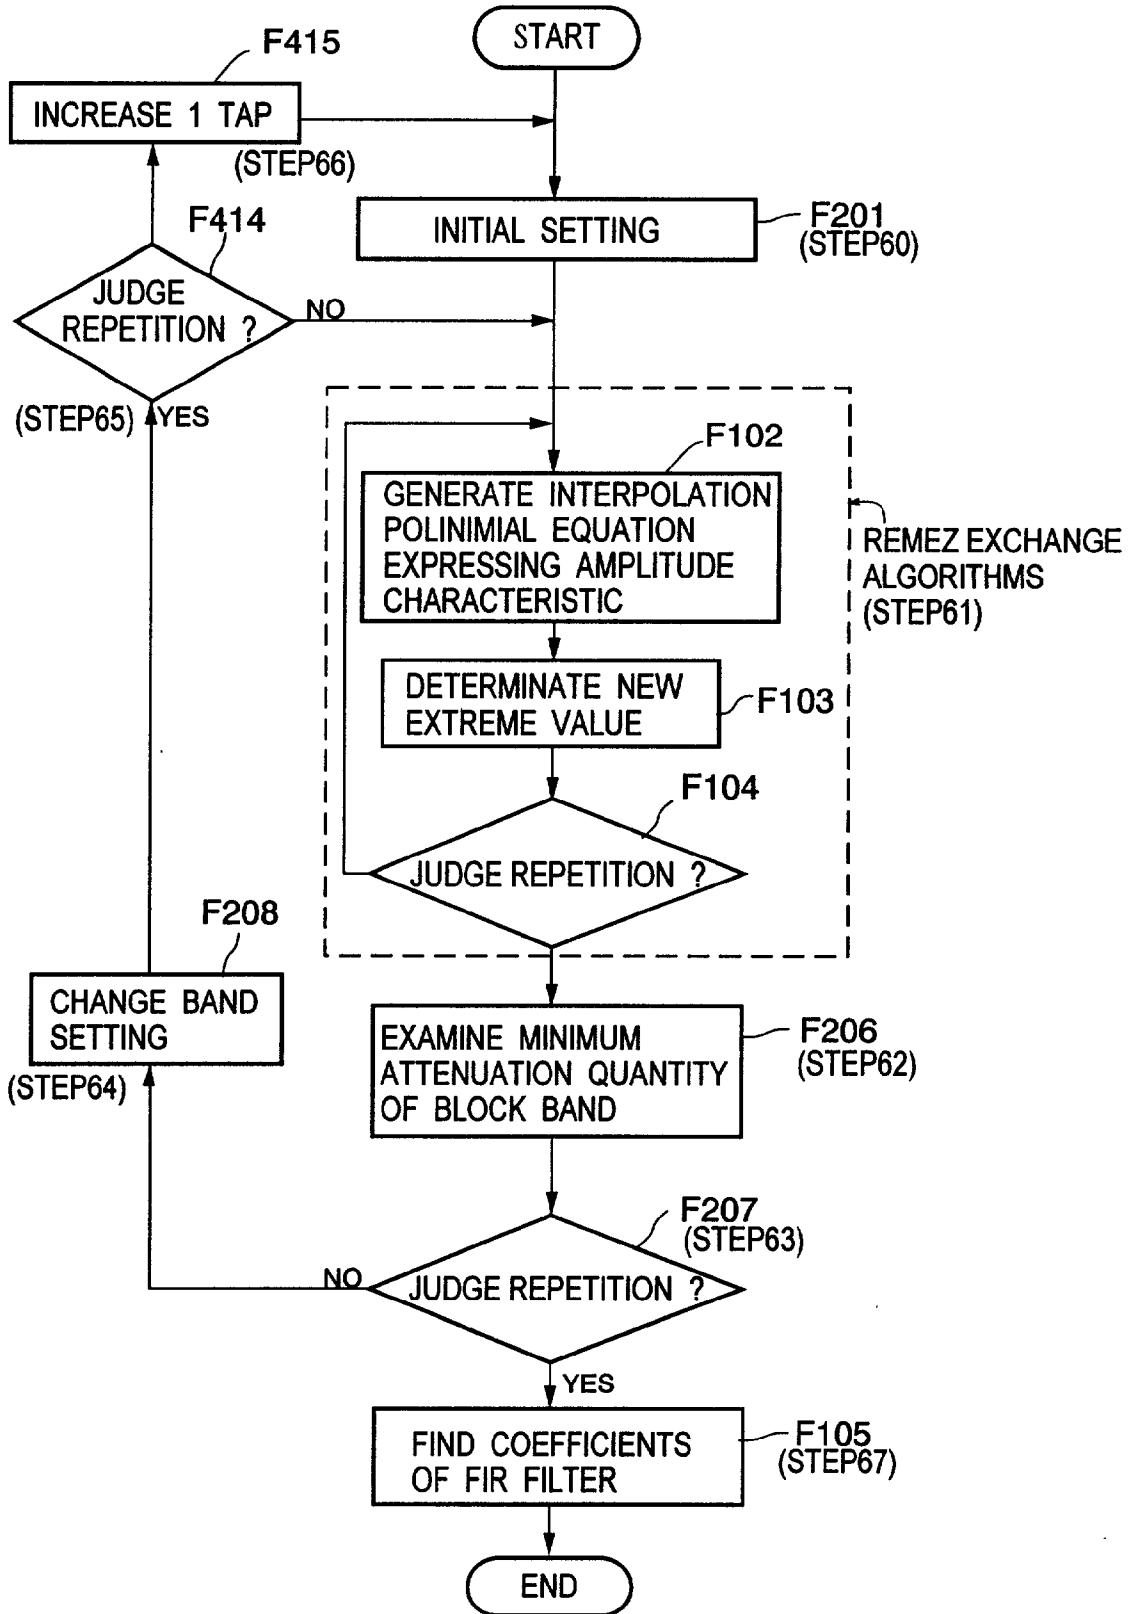 START
F415
INCREASE 1 TAP
(STEP66)
F414
INITIAL SETTING
F201
(STEP60)
JUDGE
REPETITION ?
NO
(STEP65)
YES
F102
GENERATE INTERPOLATION
POLINIMIAL EQUATION
EXPRESSING AMPLITUDE
CHARACTERISTIC
REMEZ EXCHANGE
ALGORITHMS
(STEP61)
DETERMINATE NEW
EXTREME VALUE
F103
F104
JUDGE REPETITION ?
F208
CHANGE BAND
SETTING
(STEP64)
EXAMINE MINIMUM
ATTENUATION QUANTITY
OF BLOCK BAND
F206
(STEP62)
F207
(STEP63)
JUDGE REPETITION ?
NO
YES
FIND COEFFICIENTS
OF FIR FILTER
F105
(STEP67)
END